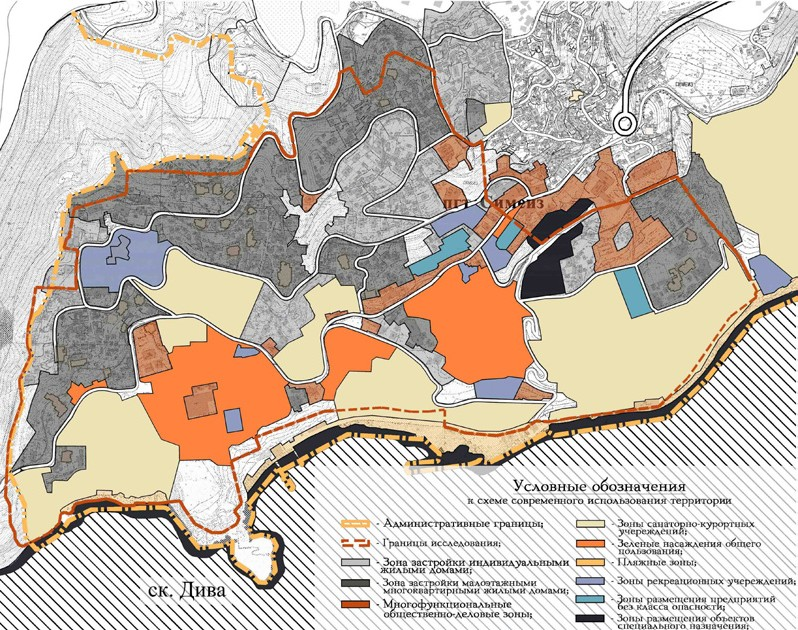 пгт. Симеиз
Условные обозначения
к схеме современного использования территории
- Административные границы;
- Границы исследования;
- Зона застройки индивидуальными
жилыми домами;
- Зона застройки малоэтажными
многоквартирными жилыми домами;
- Многофункциональные
общественно-деловые зоны;
- Зоны санаторно-курортных
учереждений;
- Зеленые насаждения общего
пользования;
- Пляжные зоны;
- Зоны рекреационных учереждений;
- Зоны размещения предприятий
без класса опасности;
- Зоны размещения объектов
специального назначения;
ск. Дива